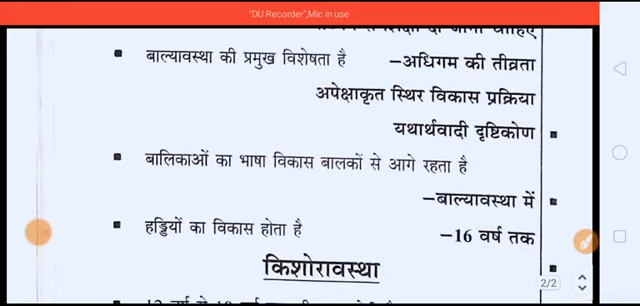 "DU Recorder",Mic in use
▪ बाल्यावस्था की प्रमुख विशेषता है –अधिगम की तीव्रता
अपेक्षाकृत स्थिर विकास प्रक्रिया
यथार्थवादी दृष्टिकोण
▪ बालिकाओं का भाषा विकास बालकों से आगे रहता है
–बाल्यावस्था में
▪ हड्डियों का विकास होता है –16 वर्ष तक
किशोरावस्था
2/2